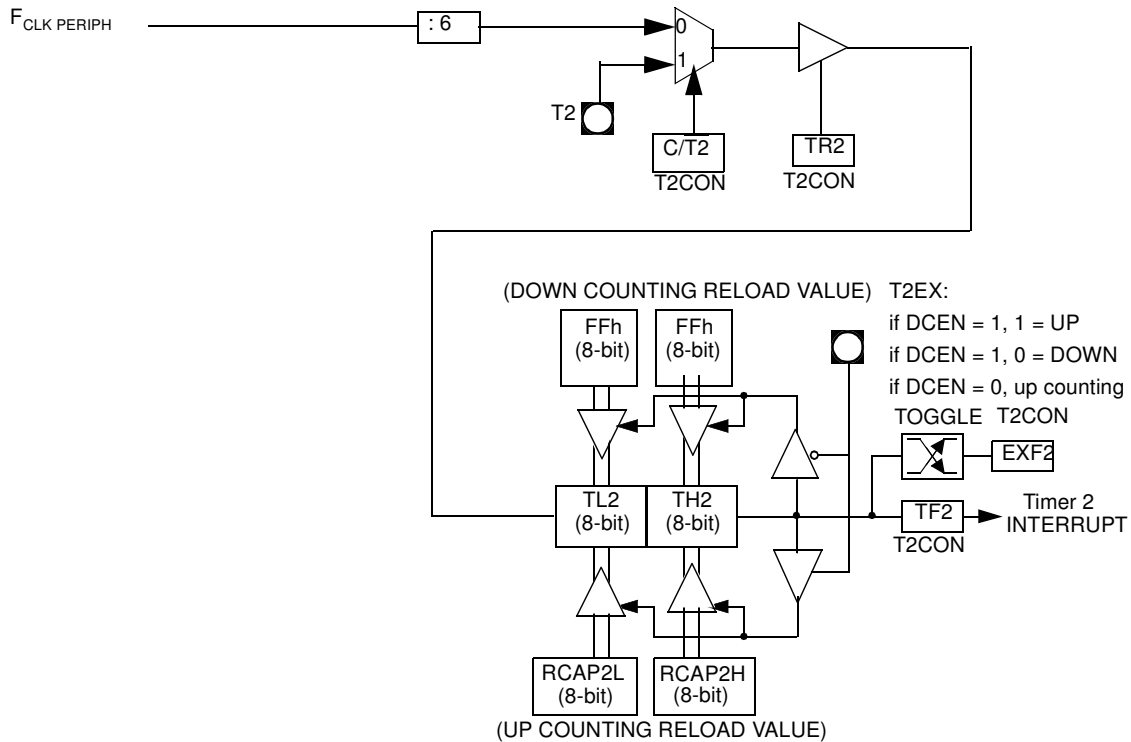 FCLK PERIPH
: 6
0
1
T2
C/T2
TR2
T2CON
T2CON
(DOWN COUNTING RELOAD VALUE)
T2EX:
if DCEN = 1, 1 = UP
if DCEN = 1, 0 = DOWN
if DCEN = 0, up counting
FFh
(8-bit)
FFh
(8-bit)
TOGGLE
T2CON
EXF2
TL2
(8-bit)
TH2
(8-bit)
TF2
T2CON
Timer 2
INTERRUPT
RCAP2L
(8-bit)
RCAP2H
(8-bit)
(UP COUNTING RELOAD VALUE)